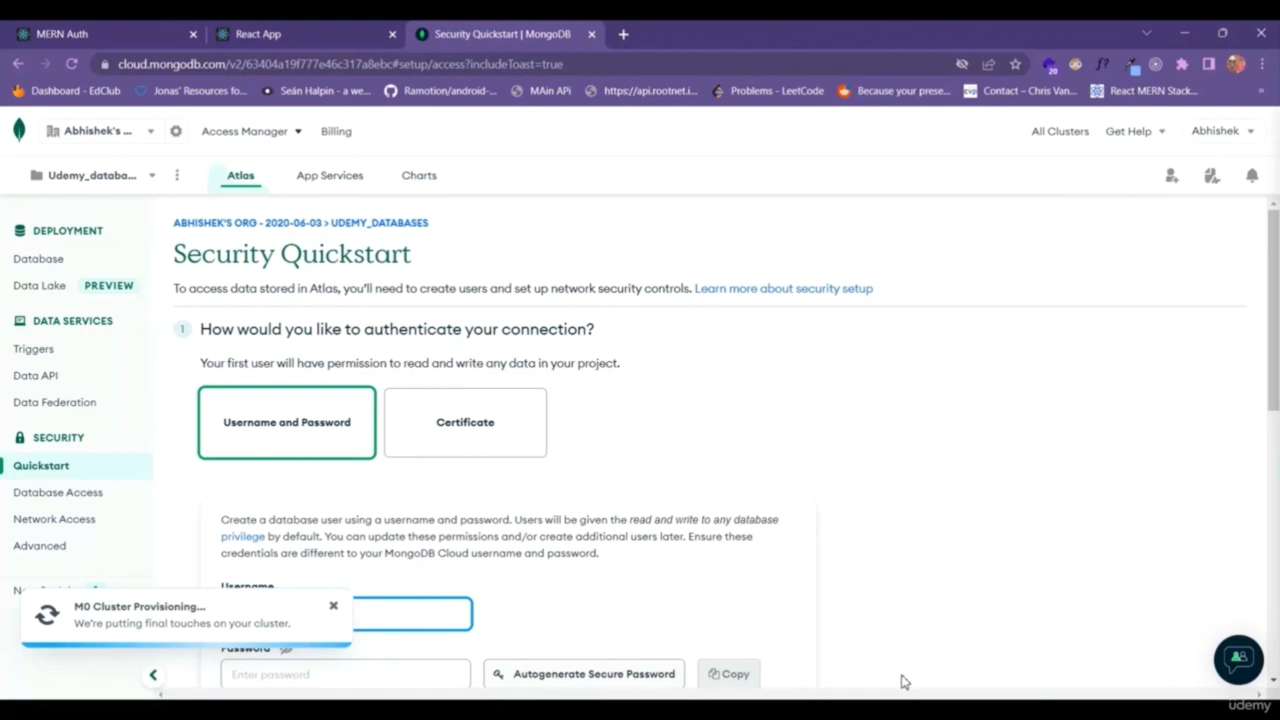 MERN Auth
React App
Security Quickstart | MongoDB
cloud.mongodb.com/v2/63404a19f777e46c317a8ebc#setup/access?includeToast=true
20
f?
Dashboard - EdClub
Jonas' Resources fo...
Seán Halpin - a we...
Ramotion/android-...
MAin APi
https://api.rootnet.i...
Problems - LeetCode
Because your prese...
cvp
Contact – Chris Van...
React MERN Stack...
»
Abhishek's ...
Access Manager
Billing
All Clusters
Get Help
Abhishek
Udemy_databa...
Atlas
App Services
Charts
DEPLOYMENT
Database
Data Lake
PREVIEW
DATA SERVICES
Triggers
Data API
Data Federation
SECURITY
Quickstart
Database Access
Network Access
Advanced
ABHISHEK'S ORG - 2020-06-03 > UDEMY_DATABASES
Security Quickstart
To access data stored in Atlas, you'll need to create users and set up network security controls. Learn more about security setup
1 How would you like to authenticate your connection?
Your first user will have permission to read and write any data in your project.
Username and Password
Certificate
Create a database user using a username and password. Users will be given the read and write to any database
privilege by default. You can update these permissions and/or create additional users later. Ensure these
credentials are different to your MongoDB Cloud username and password.
Username
M0 Cluster Provisioning...
We're putting final touches on your cluster.
Password
Enter password
Autogenerate Secure Password
Copy
udemy